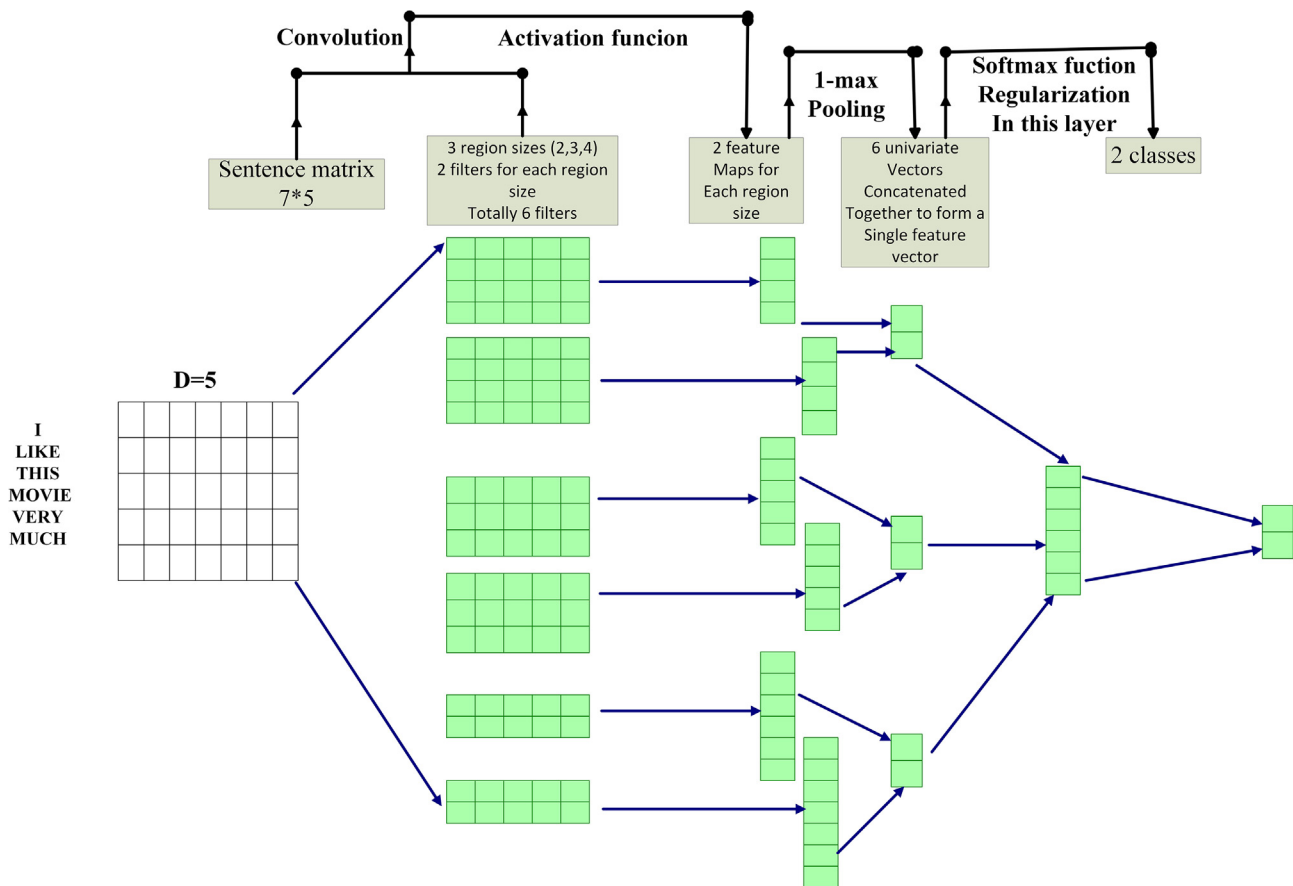 Convolution
Activation funcion
1-max
Pooling
Softmax fuction
Regularization
In this layer
Sentence matrix
7*5
3 region sizes (2,3,4)
2 filters for each region
size
Totally 6 filters
2 feature
Maps for
Each region
size
6 univariate
Vectors
Concatenated
Together to form a
Single feature
vector
2 classes
D=5
I
LIKE
THIS
MOVIE
VERY
MUCH